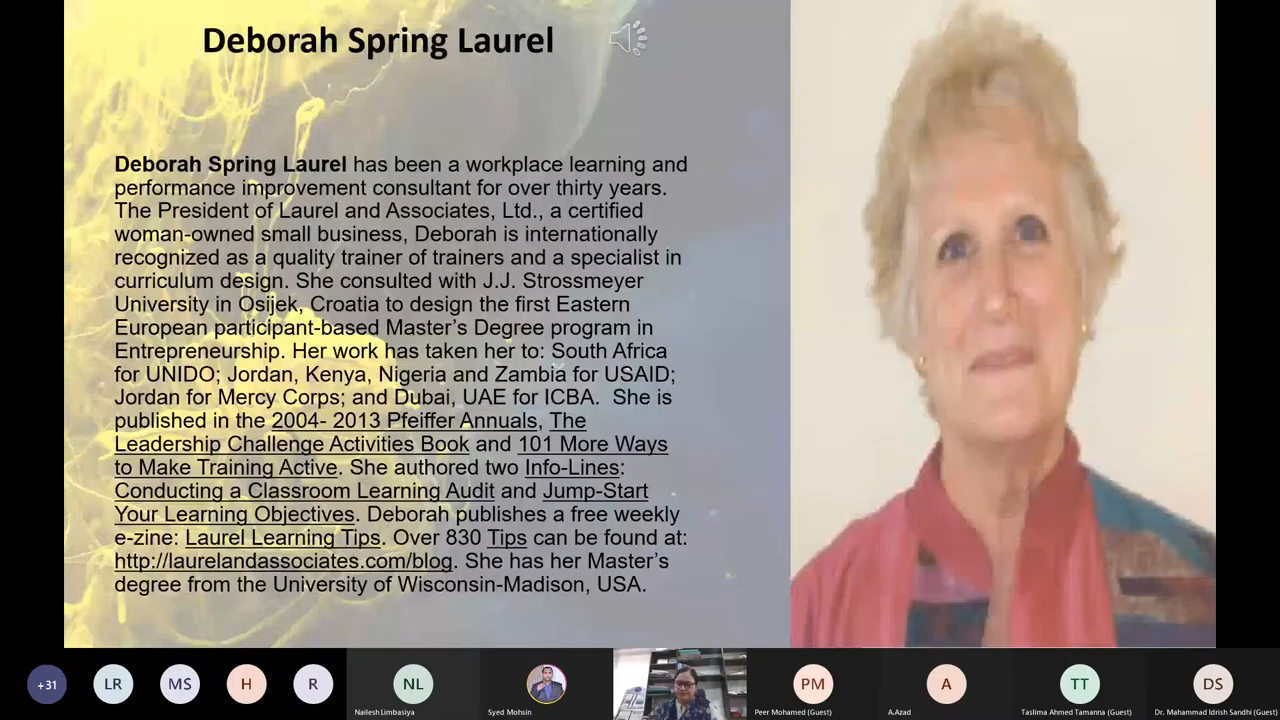 Deborah Spring Laurel
Deborah Spring Laurel has been a workplace learning and
performance improvement consultant for over thirty years.
The President of Laurel and Associates, Ltd., a certified
woman-owned small business, Deborah is internationally
recognized as a quality trainer of trainers and a specialist in
curriculum design. She consulted with J.J. Strossmeyer
University in Osijek, Croatia to design the first Eastern
European participant-based Master’s Degree program in
Entrepreneurship. Her work has taken her to: South Africa
for UNIDO; Jordan, Kenya, Nigeria and Zambia for USAID;
Jordan for Mercy Corps; and Dubai, UAE for ICBA.  She is
published in the 2004- 2013 Pfeiffer Annuals, The
Leadership Challenge Activities Book and 101 More Ways
to Make Training Active. She authored two Info-Lines:
Conducting a Classroom Learning Audit and Jump-Start
Your Learning Objectives. Deborah publishes a free weekly
e-zine: Laurel Learning Tips. Over 830 Tips can be found at:
http://laurelandassociates.com/blog. She has her Master’s
degree from the University of Wisconsin-Madison, USA.
+31 LR MS H R NL PM A TT DS
Nailesh Limbasiya Syed Mohsin Peer Mohamed (Guest) A.Azad Taslima Ahmed Tamanna (Guest) Dr. Mahammad Idrish Sandhi (Guest)